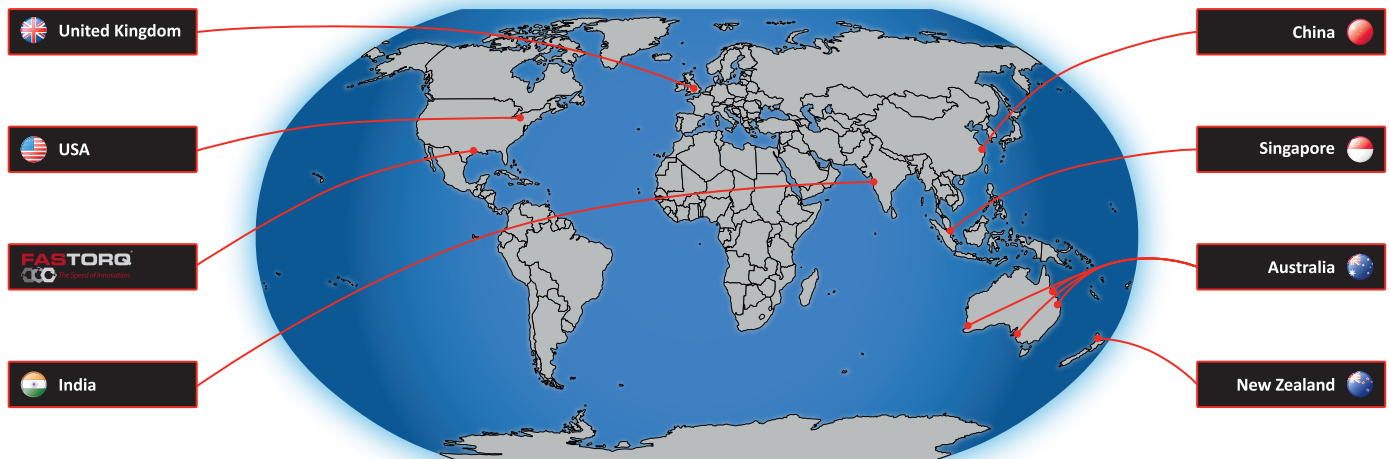 United Kingdom
USA
FASTORQ
The Speed of Innovation
India
China
Singapore
Australia
New Zealand